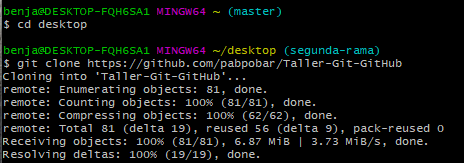 benja@DESKTOP-FQH6SA1 MINGW64 ~ (master)
$ cd desktop
benja@DESKTOP-FQH6SA1 MINGW64 ~/desktop (segunda-rama)
$ git clone https://github.com/pabpobar/Taller-Git-GitHub
Cloning into 'Taller-Git-GitHub'...
remote: Enumerating objects: 81, done.
remote: Counting objects: 100% (81/81), done.
remote: Compressing objects: 100% (62/62), done.
remote: Total 81 (delta 19), reused 56 (delta 9), pack-reused 0
Receiving objects: 100% (81/81), 6.87 MiB | 3.73 MiB/s, done.
Resolving deltas: 100% (19/19), done.